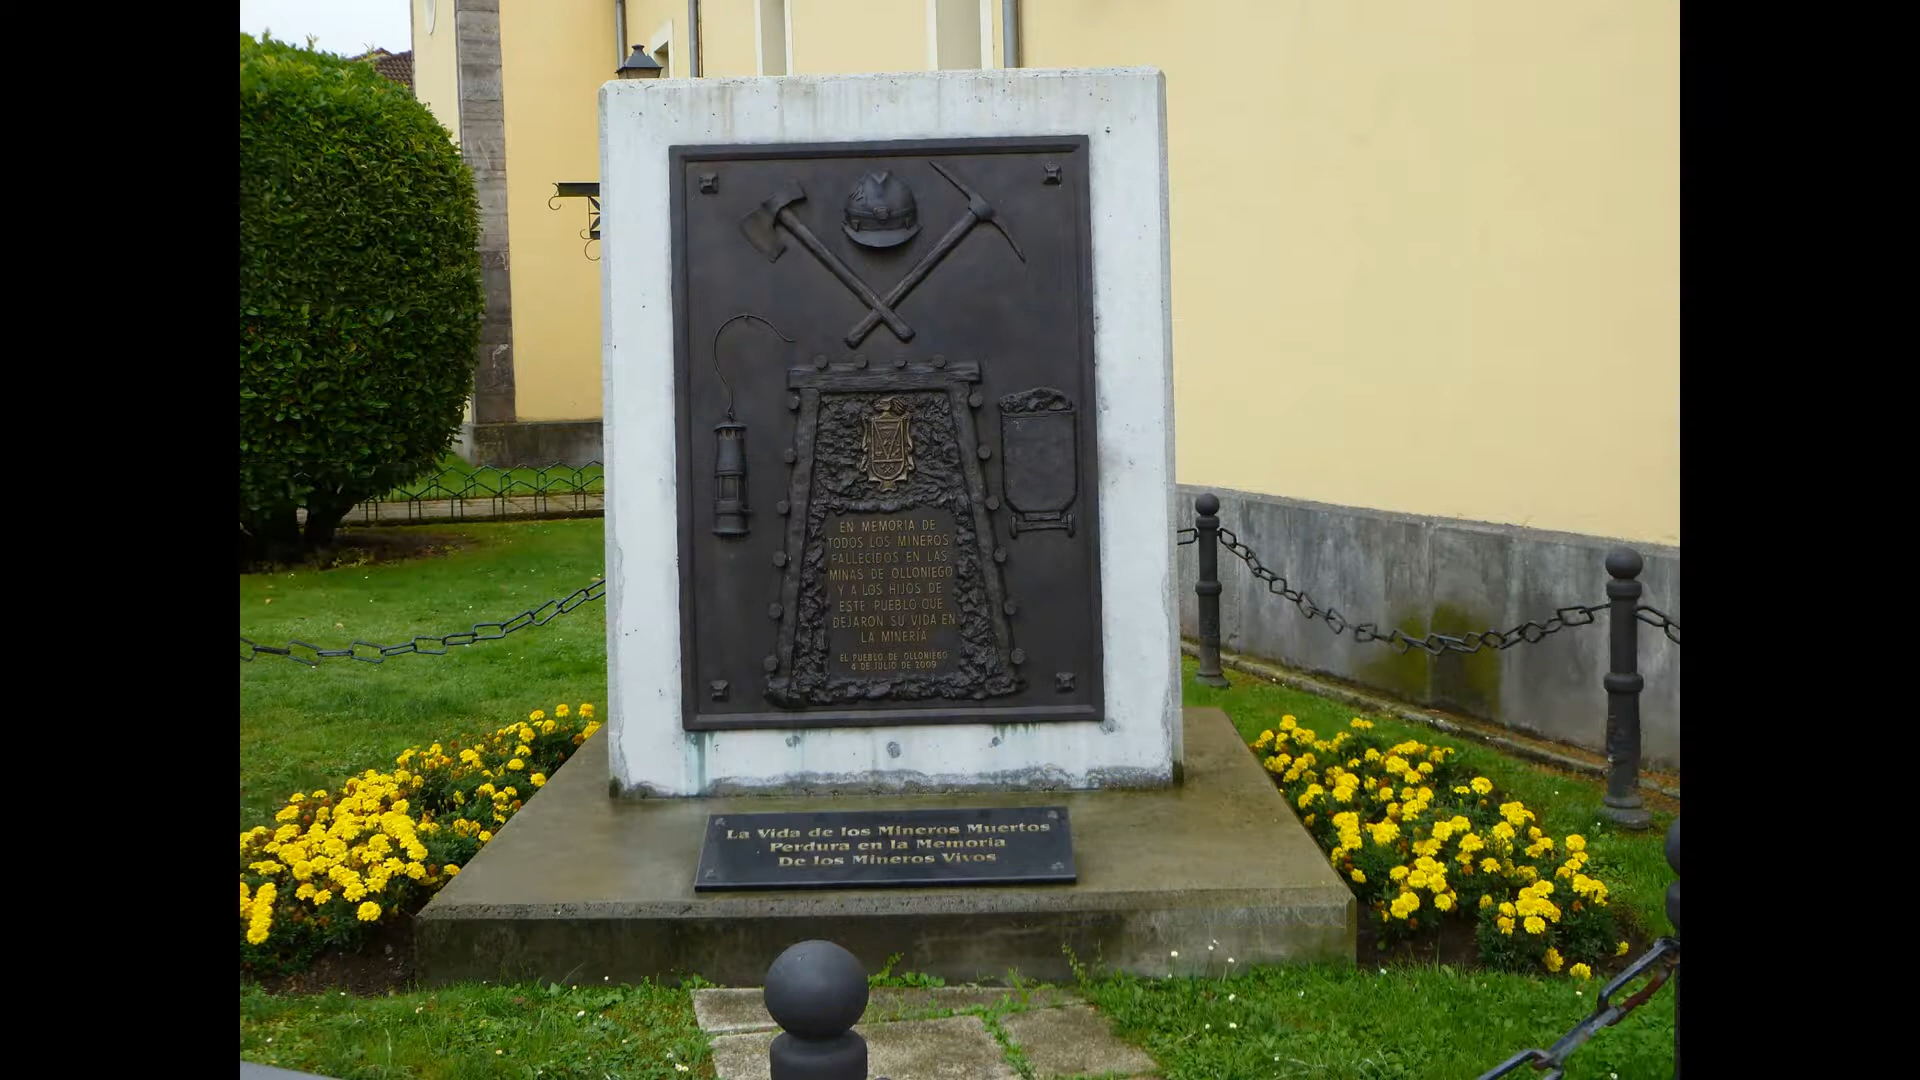 EN MEMORIA DE
TODOS LOS MINEROS
FALLECIDOS EN LAS
MINAS DE OLLONIEGO
Y A LOS HIJOS DE
ESTE PUEBLO QUE
DEJARON SU VIDA EN
LA MINERÍA
EL PUEBLO DE OLLONIEGO
4 DE JULIO DE 2009
La Vida de los Mineros Muertos
Perdura en la Memoria
De los Mineros Vivos